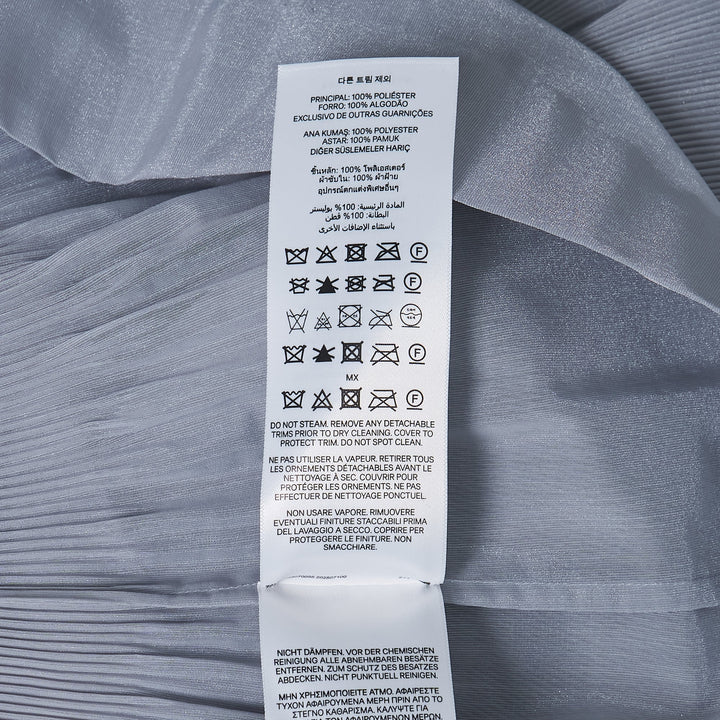 다른 트림 제외
PRINCIPAL: 100% POLIÉSTER
FORRO: 100% ALGODÃO
EXCLUSIVO DE OUTRAS GUARNIÇÕES
ANA KUMAŞ: 100% POLYESTER
ASTAR: 100% PAMUK
DIĞER SÜSLEMELER HARIÇ
ชิ้นหลัก: 100% โพลิเอสเตอร์
ผ้าซับใน: 100% ผ้าฝ้าย
อุปกรณ์ตกแต่งพิเศษอื่นๆ
المادة الرئيسية: 100% بوليستر
البطانة: 100% قطن
باستثناء الإضافات الأخرى
F
F
F
MX
F
DO NOT STEAM. REMOVE ANY DETACHABLE
TRIMS PRIOR TO DRY CLEANING. COVER TO
PROTECT TRIM. DO NOT SPOT CLEAN.
NE PAS UTILISER LA VAPEUR. RETIRER TOUS
LES ORNEMENTS DÉTACHABLES AVANT LE
NETTOYAGE À SEC. COUVRIR POUR
PROTÉGER LES ORNEMENTS. NE PAS
EFFECTUER DE NETTOYAGE PONCTUEL.
NON USARE VAPORE. RIMUOVERE
EVENTUALI FINITURE STACCABILI PRIMA
DEL LAVAGGIO A SECCO. COPRIRE PER
PROTEGGERE LE FINITURE. NON
SMACCHIARE.
NICHT DÄMPFEN. VOR DER CHEMISCHEN
REINIGUNG ALLE ABNEHMBAREN BESÄTZE
ENTFERNEN. ZUM SCHUTZ DES BESATZES
ABDECKEN. NICHT PUNKTUELL REINIGEN.
ΜΗΝ ΧΡΗΣΙΜΟΠΟΙΕΙΤΕ ΑΤΜΟ. ΑΦΑΙΡΕΣΤΕ
ΤΥΧΟΝ ΑΦΑΙΡΟΥΜΕΝΑ ΤΕΛΕΙΩΜΑΤΑ ΠΡΙΝ ΤΟ
ΣΤΕΓΝΟ ΚΑΘΑΡΙΣΜΑ. ΚΑΛΥΨΤΕ ΓΙΑ